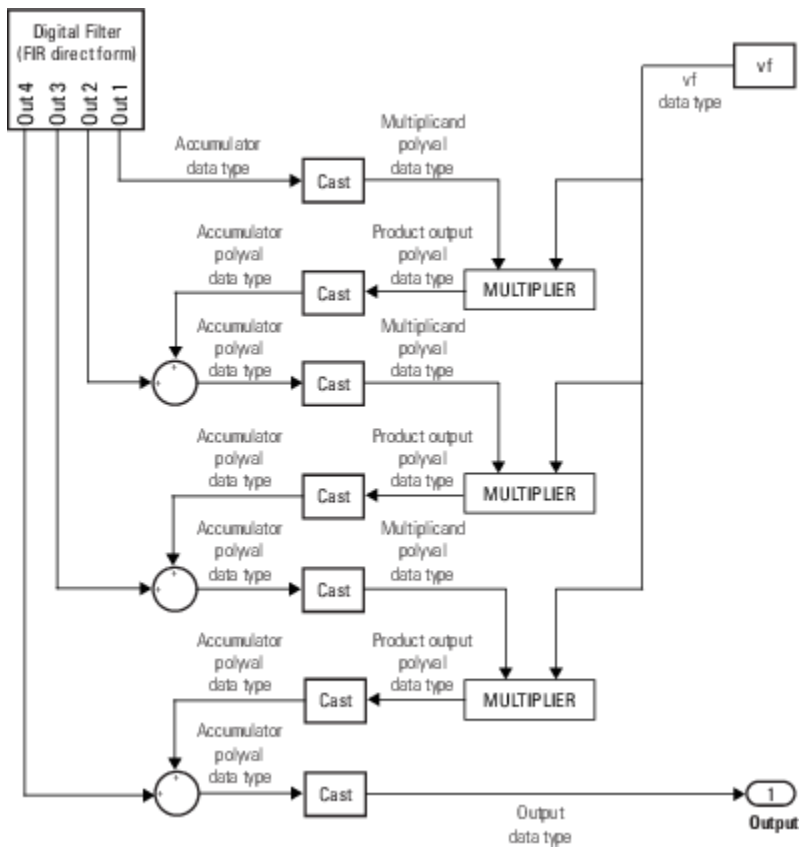 Digital Filter
(FIR direct form)
Out 4
Out 3
Out 2
Out 1
vf
vf
data type
Accumulator
data type
Cast
Multiplicand
polyval
data type
Accumulator
polyval
data type
Cast
Product output
polyval
data type
MULTIPLIER
Accumulator
polyval
data type
Cast
Multiplicand
polyval
data type
+
+
Accumulator
polyval
data type
Cast
Product output
polyval
data type
MULTIPLIER
Accumulator
polyval
data type
Cast
Multiplicand
polyval
data type
+
+
Accumulator
polyval
data type
Cast
Product output
polyval
data type
MULTIPLIER
Accumulator
polyval
data type
+
+
Cast
Output
data type
1
Output